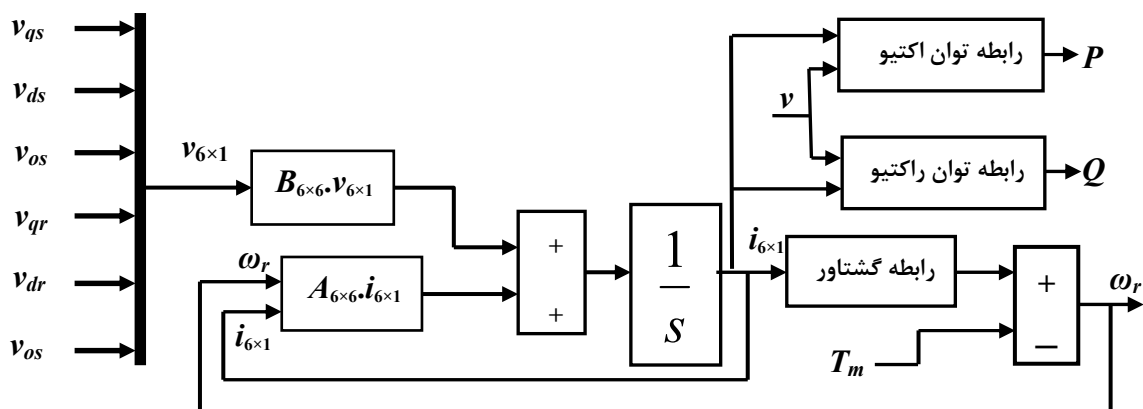 v_qs
v_ds
v_os
v_qr
v_dr
v_os
v_6×1
B_6×6.v_6×1
ω_r
A_6×6.i_6×1
i_6×1
+
+
1
s
i_6×1
v
رابطه توان اکتیو
P
رابطه توان راکتیو
Q
رابطه گشتاور
T_m
+
−
ω_r